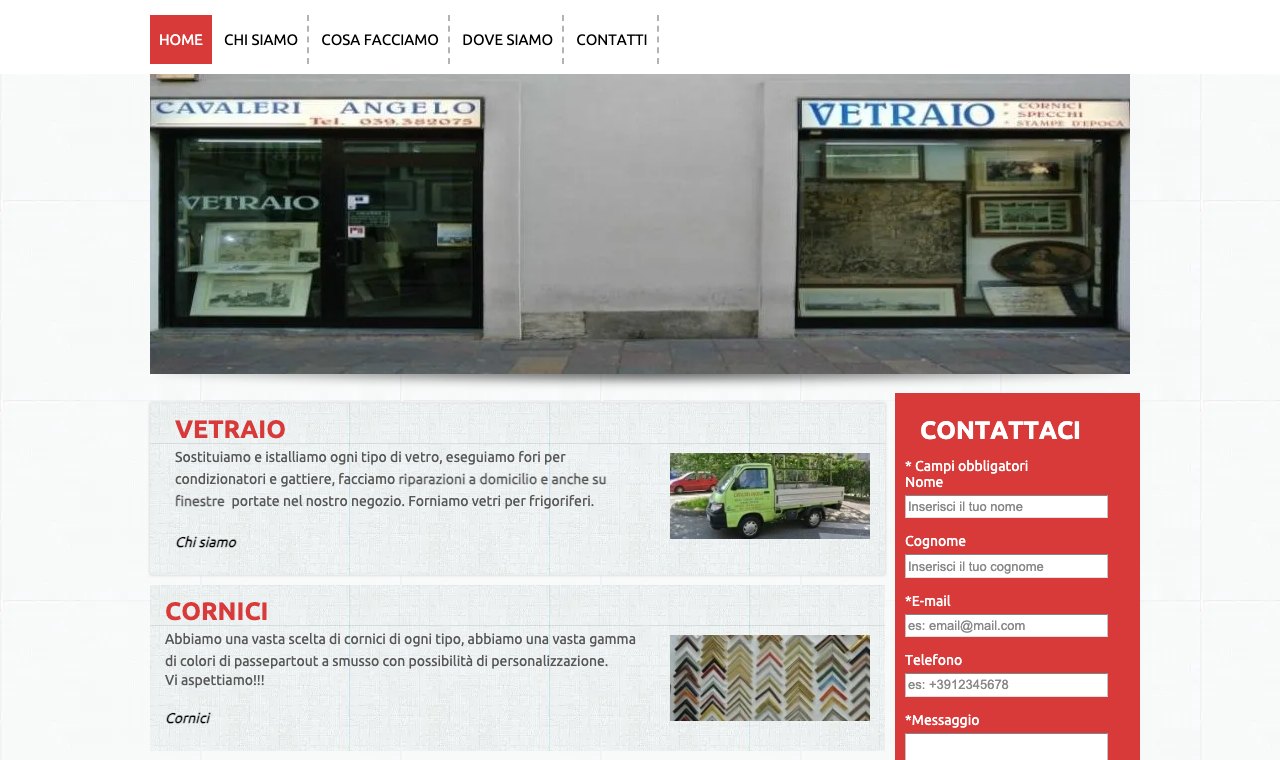 HOME
CHI SIAMO
COSA FACCIAMO
DOVE SIAMO
CONTATTI
CAVALERI ANGELO
Tel. 039.382075
VETRAIO
CORNICI
SPECCHI
STAMPE D'EPOCA
VETRAIO
P
VETRAIO
Sostituiamo e istalliamo ogni tipo di vetro, eseguiamo fori per
condizionatori e gattiere, facciamo riparazioni a domicilio e anche su
finestre portate nel nostro negozio. Forniamo vetri per frigoriferi.
Chi siamo
CORNICI
Abbiamo una vasta scelta di cornici di ogni tipo, abbiamo una vasta gamma
di colori di passepartout a smusso con possibilità di personalizzazione.
Vi aspettiamo!!!
Cornici
CONTATTACI
* Campi obbligatori
Nome
Inserisci il tuo nome
Cognome
Inserisci il tuo cognome
*E-mail
es: email@mail.com
Telefono
es: +3912345678
*Messaggio